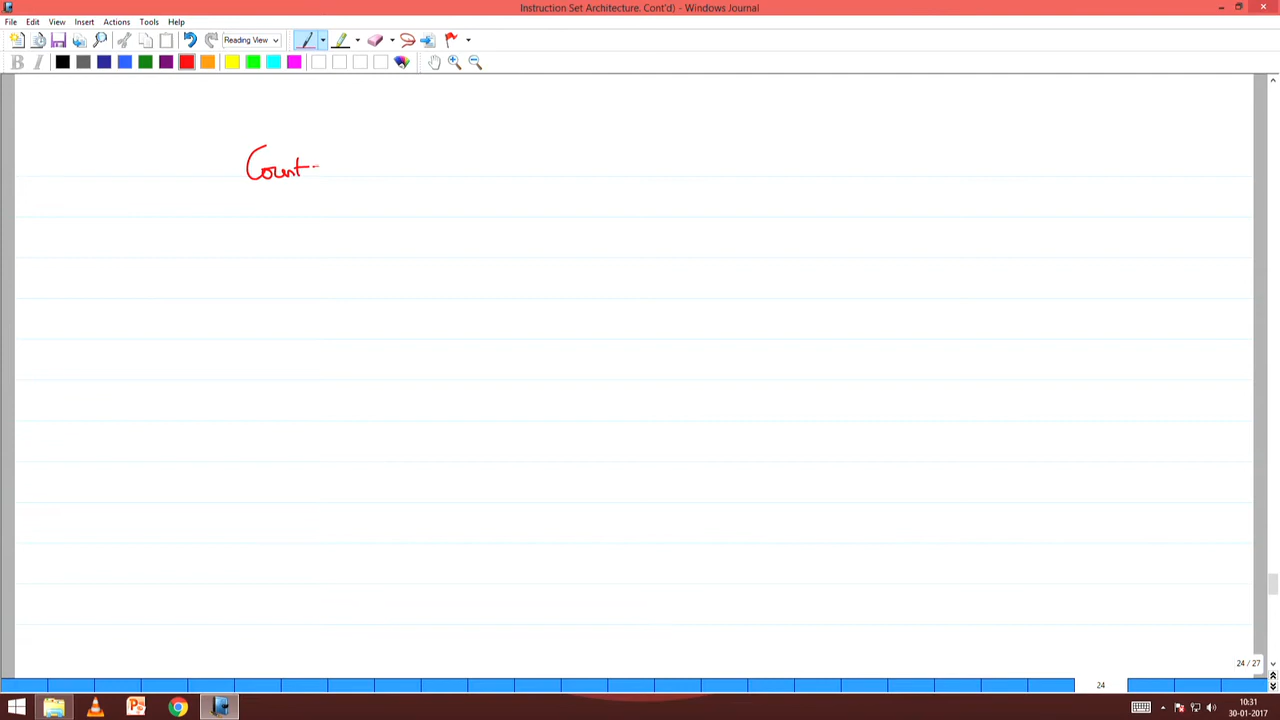 Instruction Set Architecture. Cont'd) - Windows Journal
File Edit View Insert Actions Tools Help
Reading View
B I
Count
24 / 27
24
10:31
30-01-2017